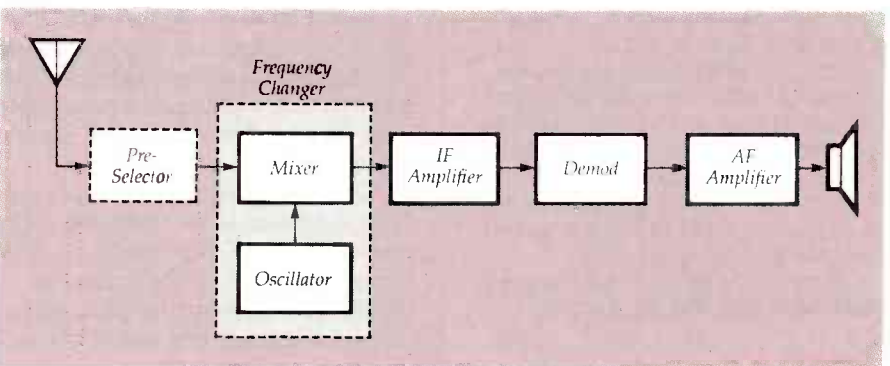 Frequency
Changer
Pre-
Selector
Mixer
IF
Amplifier
Demod
AF
Amplifier
Oscillator